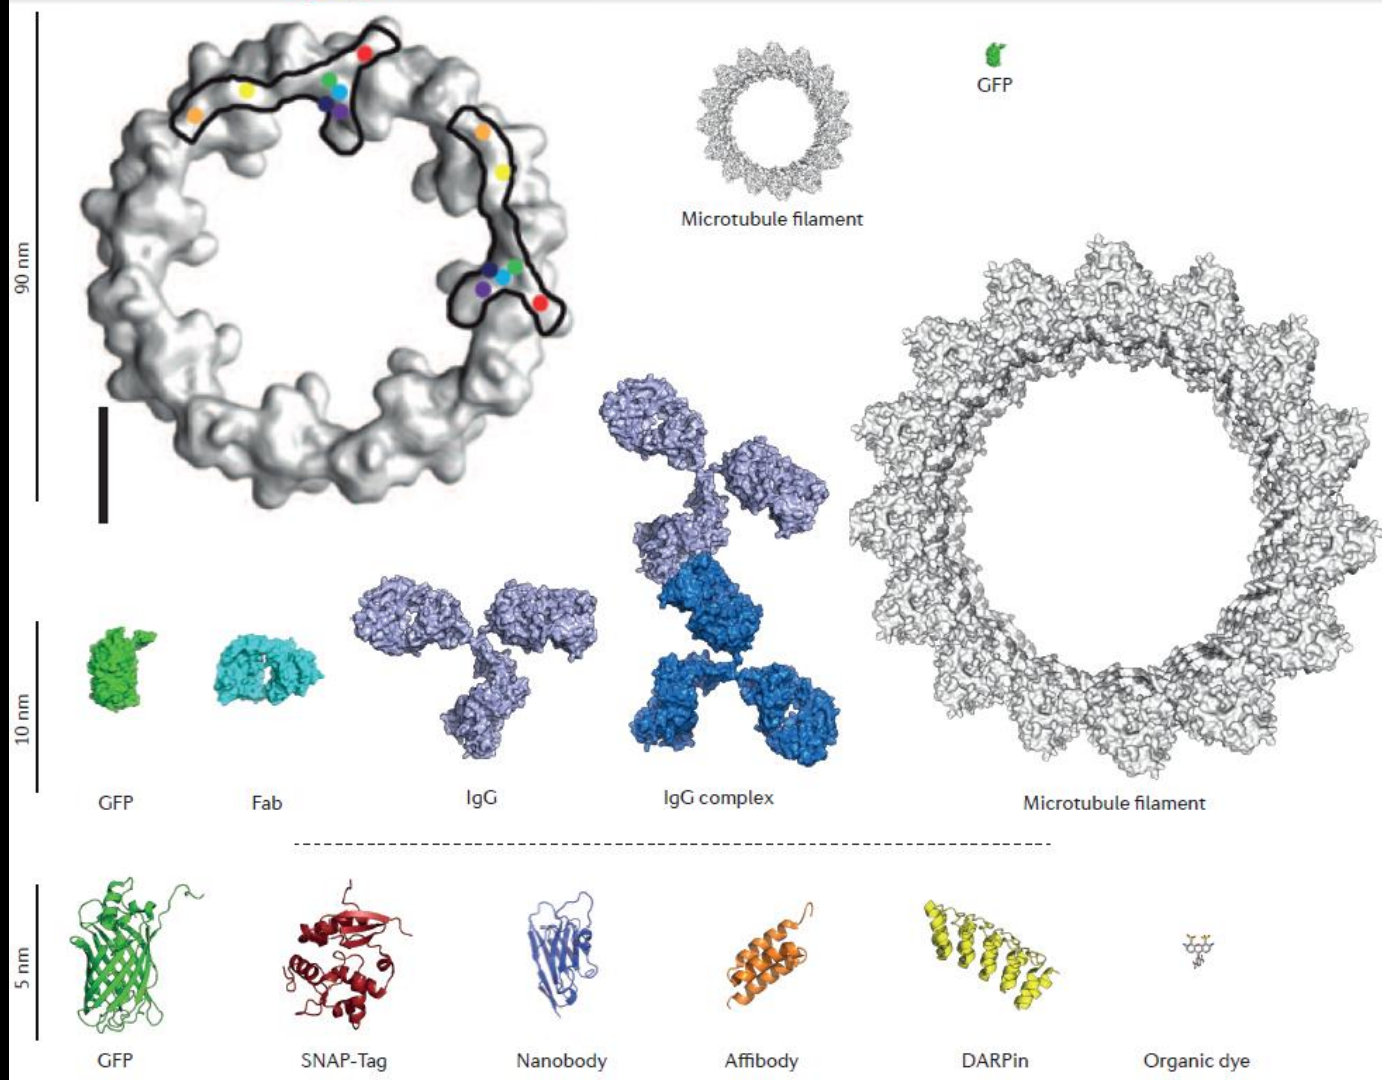 90 nm
GFP
Microtubule filament
10 nm
GFP
Fab
IgG
IgG complex
Microtubule filament
5 nm
GFP
SNAP-Tag
Nanobody
Affibody
DARPin
Organic dye